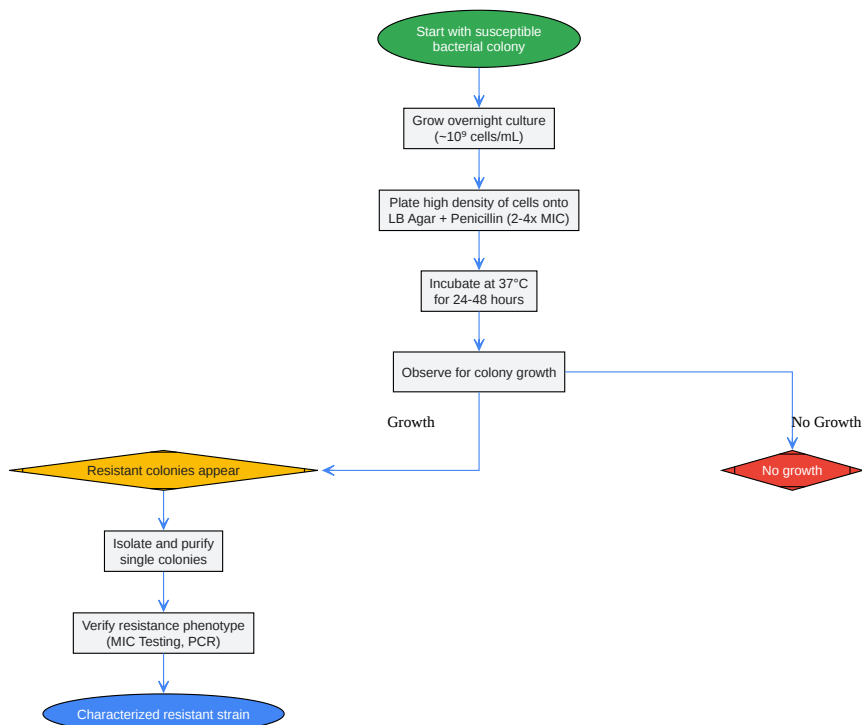 Start with susceptible
bacterial colony
Grow overnight culture
(~10⁹ cells/mL)
Plate high density of cells onto
LB Agar + Penicillin (2-4x MIC)
Incubate at 37°C
for 24-48 hours
Observe for colony growth
Growth
No Growth
Resistant colonies appear
No growth
Isolate and purify
single colonies
Verify resistance phenotype
(MIC Testing, PCR)
Characterized resistant strain